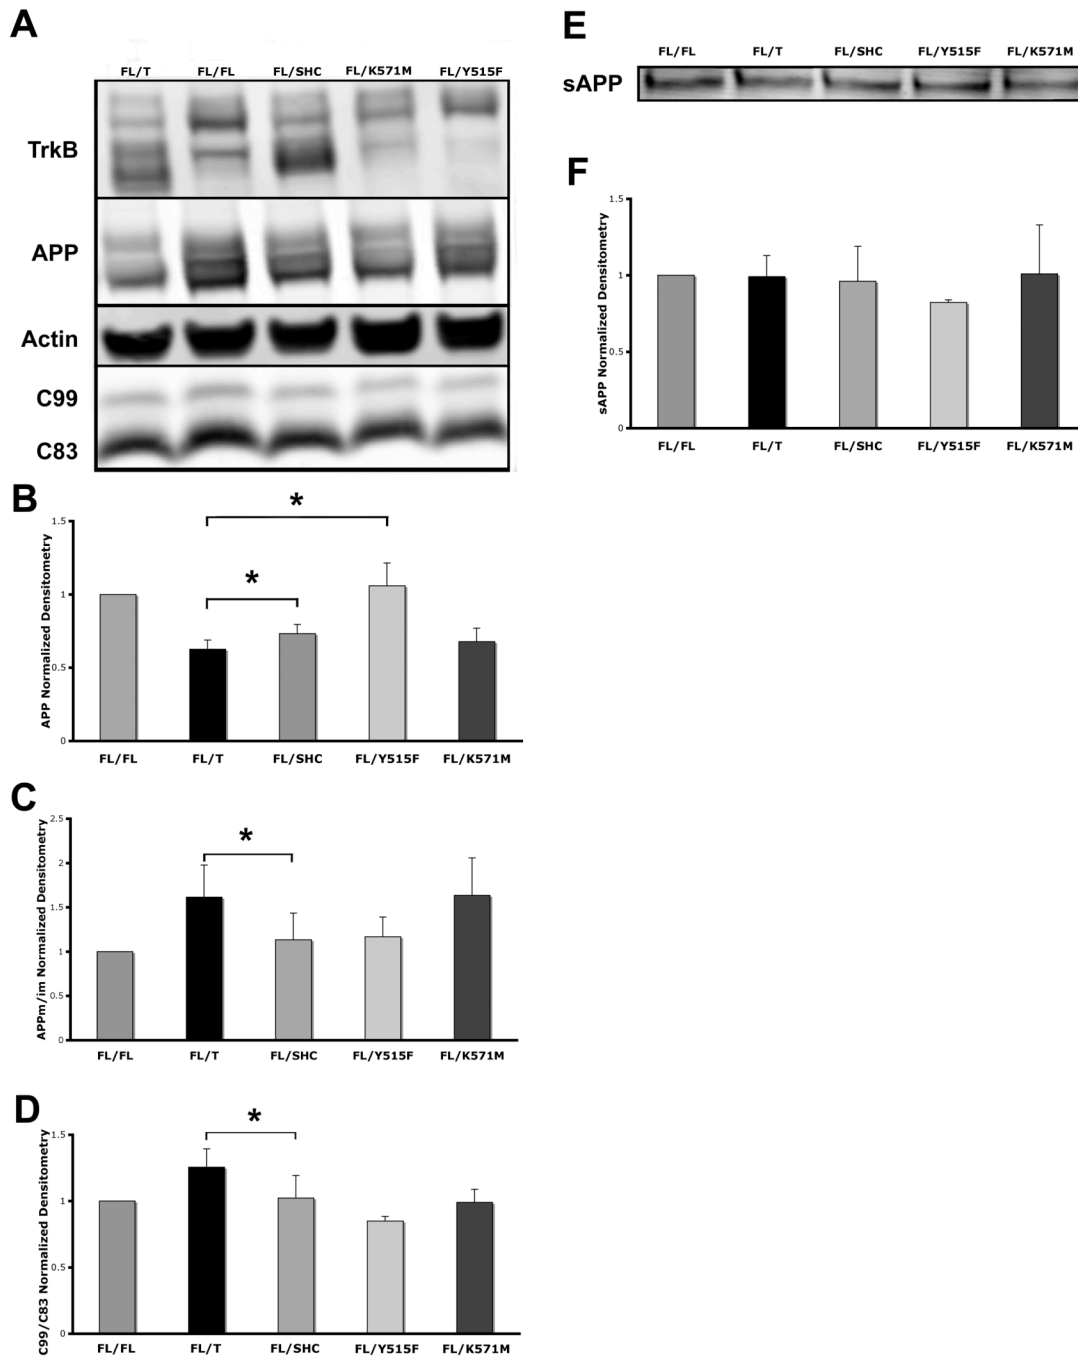 A
FL/T FL/FL FL/SHC FL/K571M FL/Y515F
TrkB
APP
Actin
C99
C83
B
APP Normalized Densitometry
1.5
1
0.5
0
*
*
FL/FL FL/T FL/SHC FL/Y515F FL/K571M
C
APPm/im Normalized Densitometry
2.5
2
1.5
1
0.5
0
*
FL/FL FL/T FL/SHC FL/Y515F FL/K571M
D
C99/C83 Normalized Densitometry
1.5
1
0.5
0
*
FL/FL FL/T FL/SHC FL/Y515F FL/K571M
E
FL/FL FL/T FL/SHC FL/Y515F FL/K571M
sAPP
F
sAPP Normalized Densitometry
1.5
1
0.5
0
FL/FL FL/T FL/SHC FL/Y515F FL/K571M